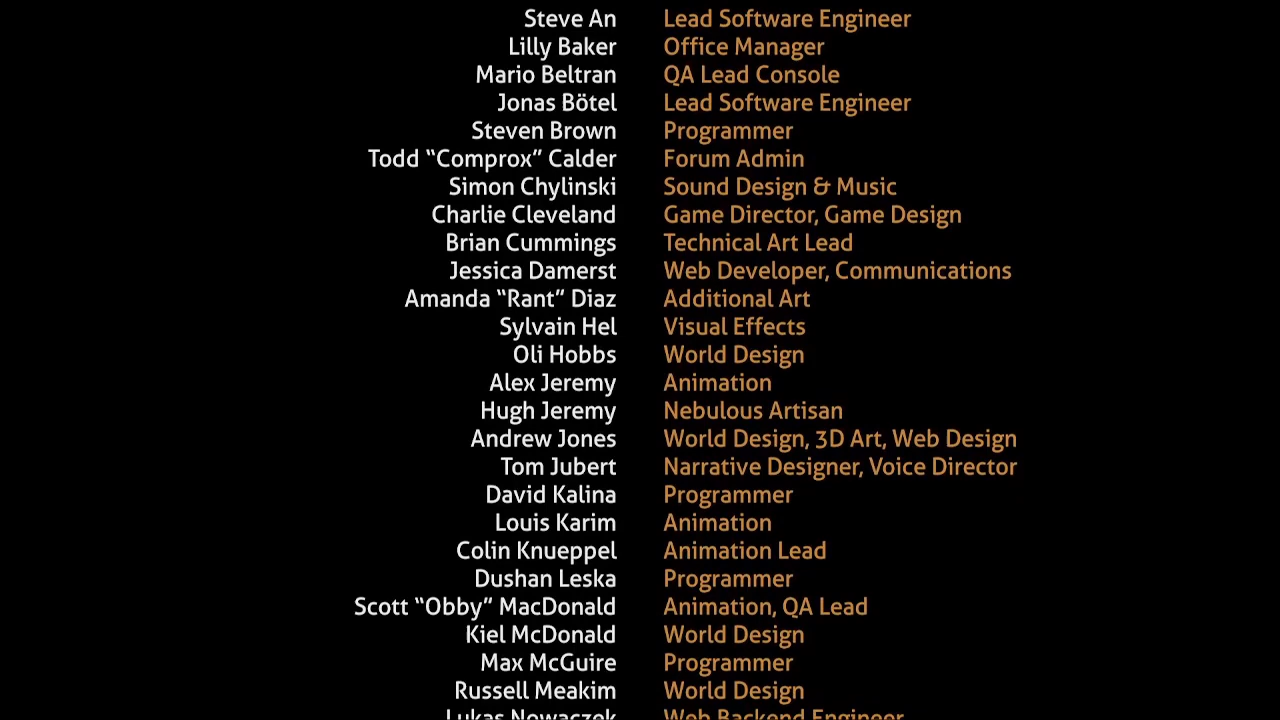 Steve An Lead Software Engineer
Lilly Baker Office Manager
Mario Beltran QA Lead Console
Jonas Bötel Lead Software Engineer
Steven Brown Programmer
Todd “Comprox” Calder Forum Admin
Simon Chylinski Sound Design & Music
Charlie Cleveland Game Director, Game Design
Brian Cummings Technical Art Lead
Jessica Damerst Web Developer, Communications
Amanda “Rant” Diaz Additional Art
Sylvain Hel Visual Effects
Oli Hobbs World Design
Alex Jeremy Animation
Hugh Jeremy Nebulous Artisan
Andrew Jones World Design, 3D Art, Web Design
Tom Jubert Narrative Designer, Voice Director
David Kalina Programmer
Louis Karim Animation
Colin Knueppel Animation Lead
Dushan Leska Programmer
Scott “Obby” MacDonald Animation, QA Lead
Kiel McDonald World Design
Max McGuire Programmer
Russell Meakim World Design
Lukas Nowaczek Web Backend Engineer